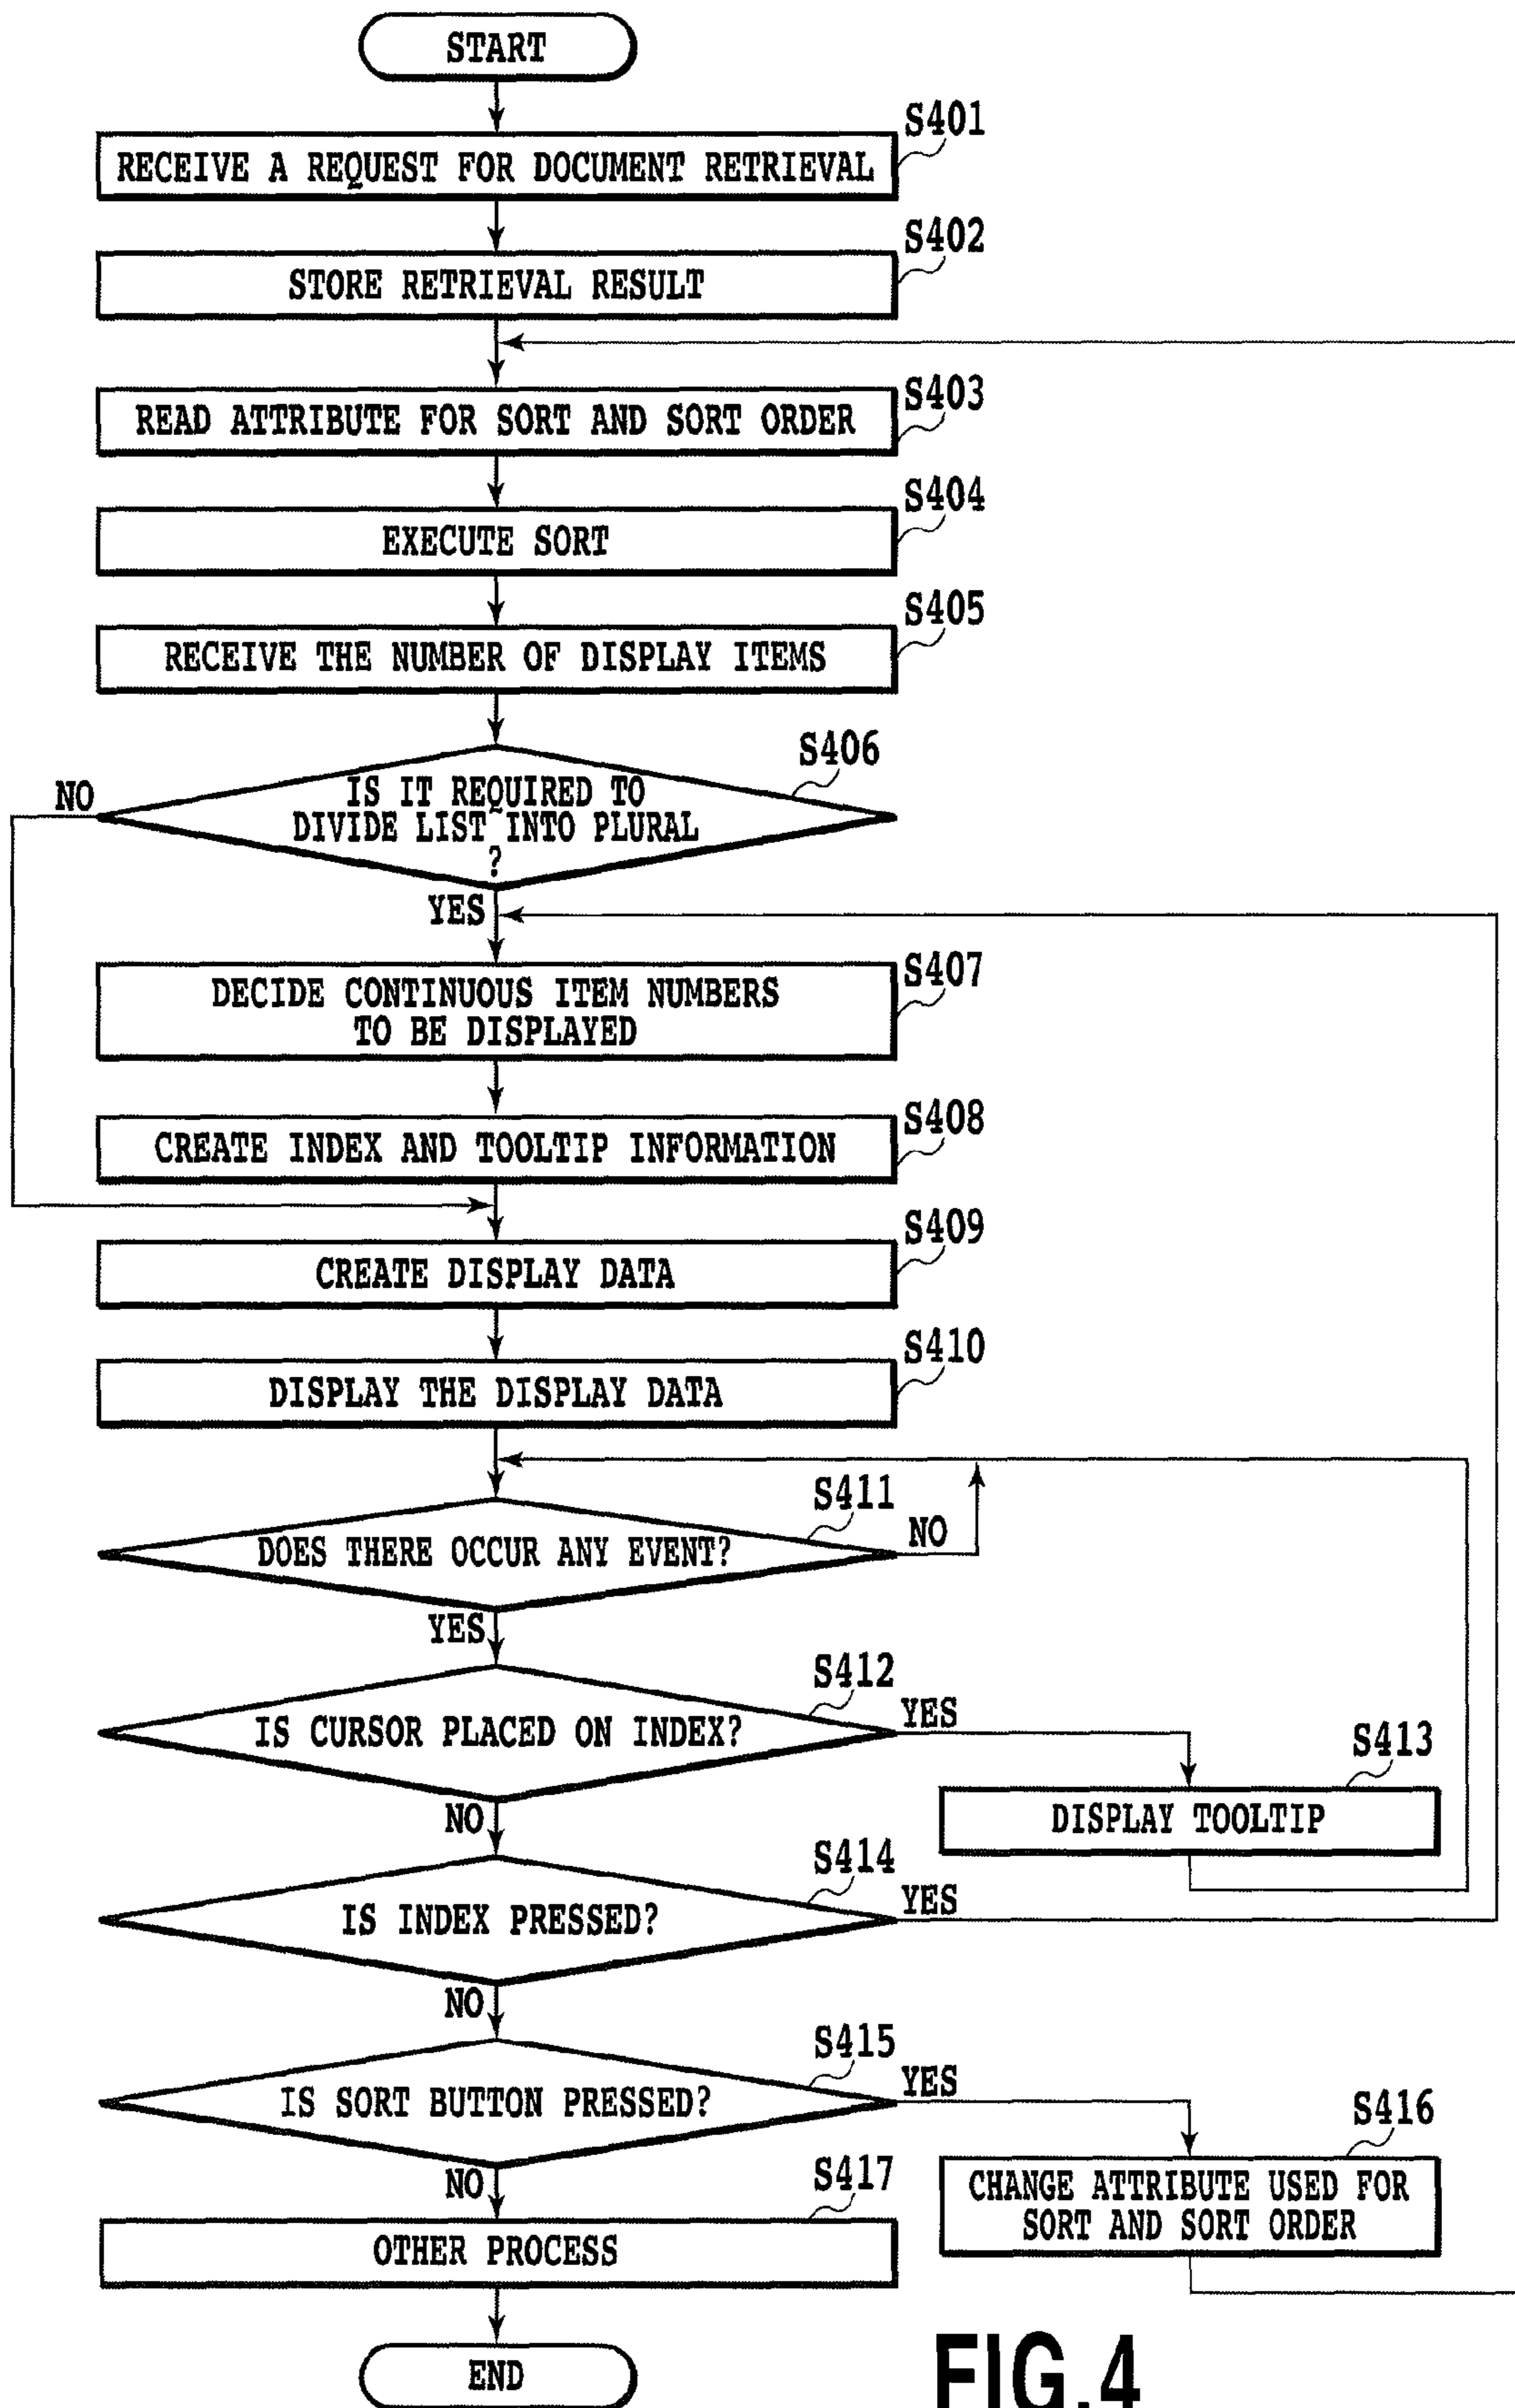 START
S401
RECEIVE A REQUEST FOR DOCUMENT RETRIEVAL
S402
STORE RETRIEVAL RESULT
S403
READ ATTRIBUTE FOR SORT AND SORT ORDER
S404
EXECUTE SORT
S405
RECEIVE THE NUMBER OF DISPLAY ITEMS
S406
NO
IS IT REQUIRED TO
DIVIDE LIST INTO PLURAL
?
YES
S407
DECIDE CONTINUOUS ITEM NUMBERS
TO BE DISPLAYED
S408
CREATE INDEX AND TOOLTIP INFORMATION
S409
CREATE DISPLAY DATA
S410
DISPLAY THE DISPLAY DATA
S411
DOES THERE OCCUR ANY EVENT?
NO
YES
S412
IS CURSOR PLACED ON INDEX?
YES
S413
DISPLAY TOOLTIP
NO
S414
IS INDEX PRESSED?
YES
NO
S415
IS SORT BUTTON PRESSED?
YES
S416
CHANGE ATTRIBUTE USED FOR
SORT AND SORT ORDER
NO
S417
OTHER PROCESS
END
FIG.4